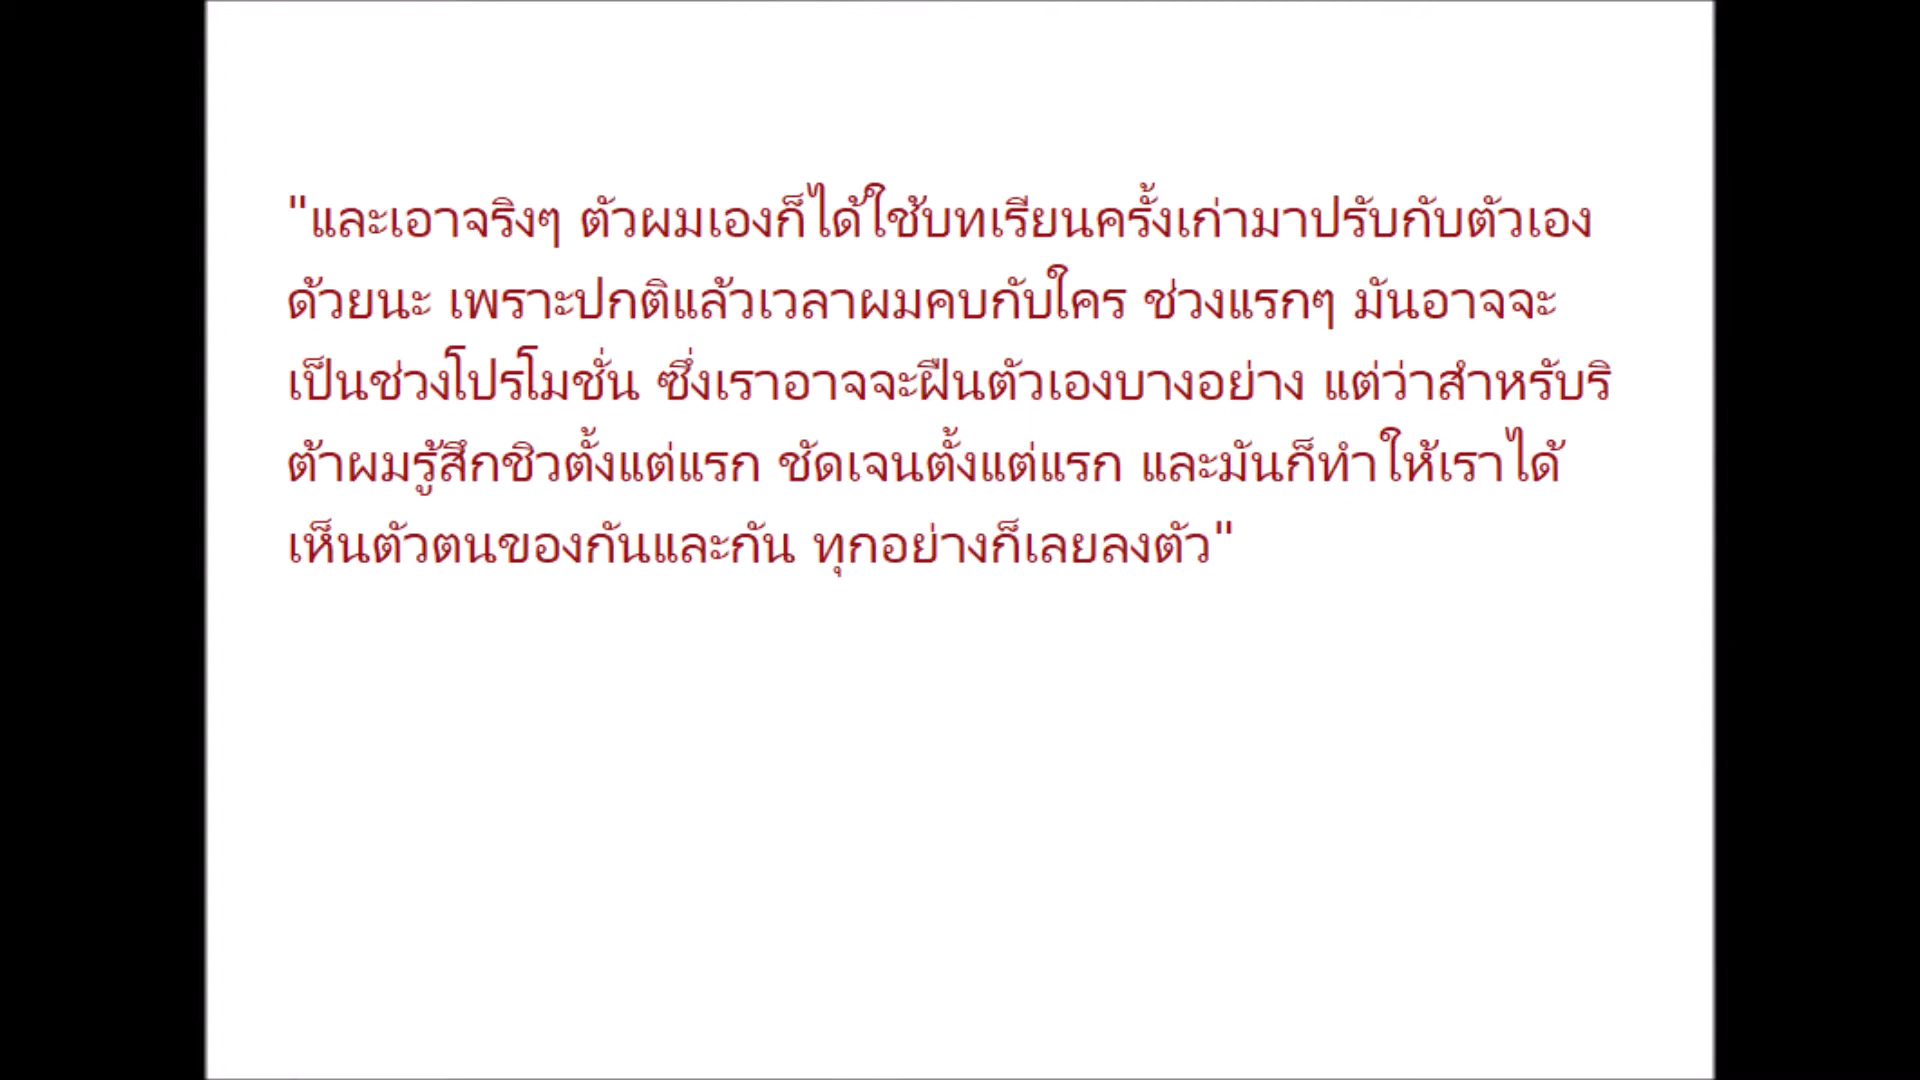 "และเอาจริงๆ ตัวผมเองก็ได้ใช้บทเรียนครั้งเก่ามาปรับกับตัวเอง
ด้วยนะ เพราะปกติแล้วเวลาผมคบกับใคร ช่วงแรกๆ มันอาจจะ
เป็นช่วงโปรโมชั่น ซึ่งเราอาจจะฝืนตัวเองบางอย่าง แต่ว่าสำหรับริ
ต้าผมรู้สึกชิวตั้งแต่แรก ชัดเจนตั้งแต่แรก และมันก็ทำให้เราได้
เห็นตัวตนของกันและกัน ทุกอย่างก็เลยลงตัว"